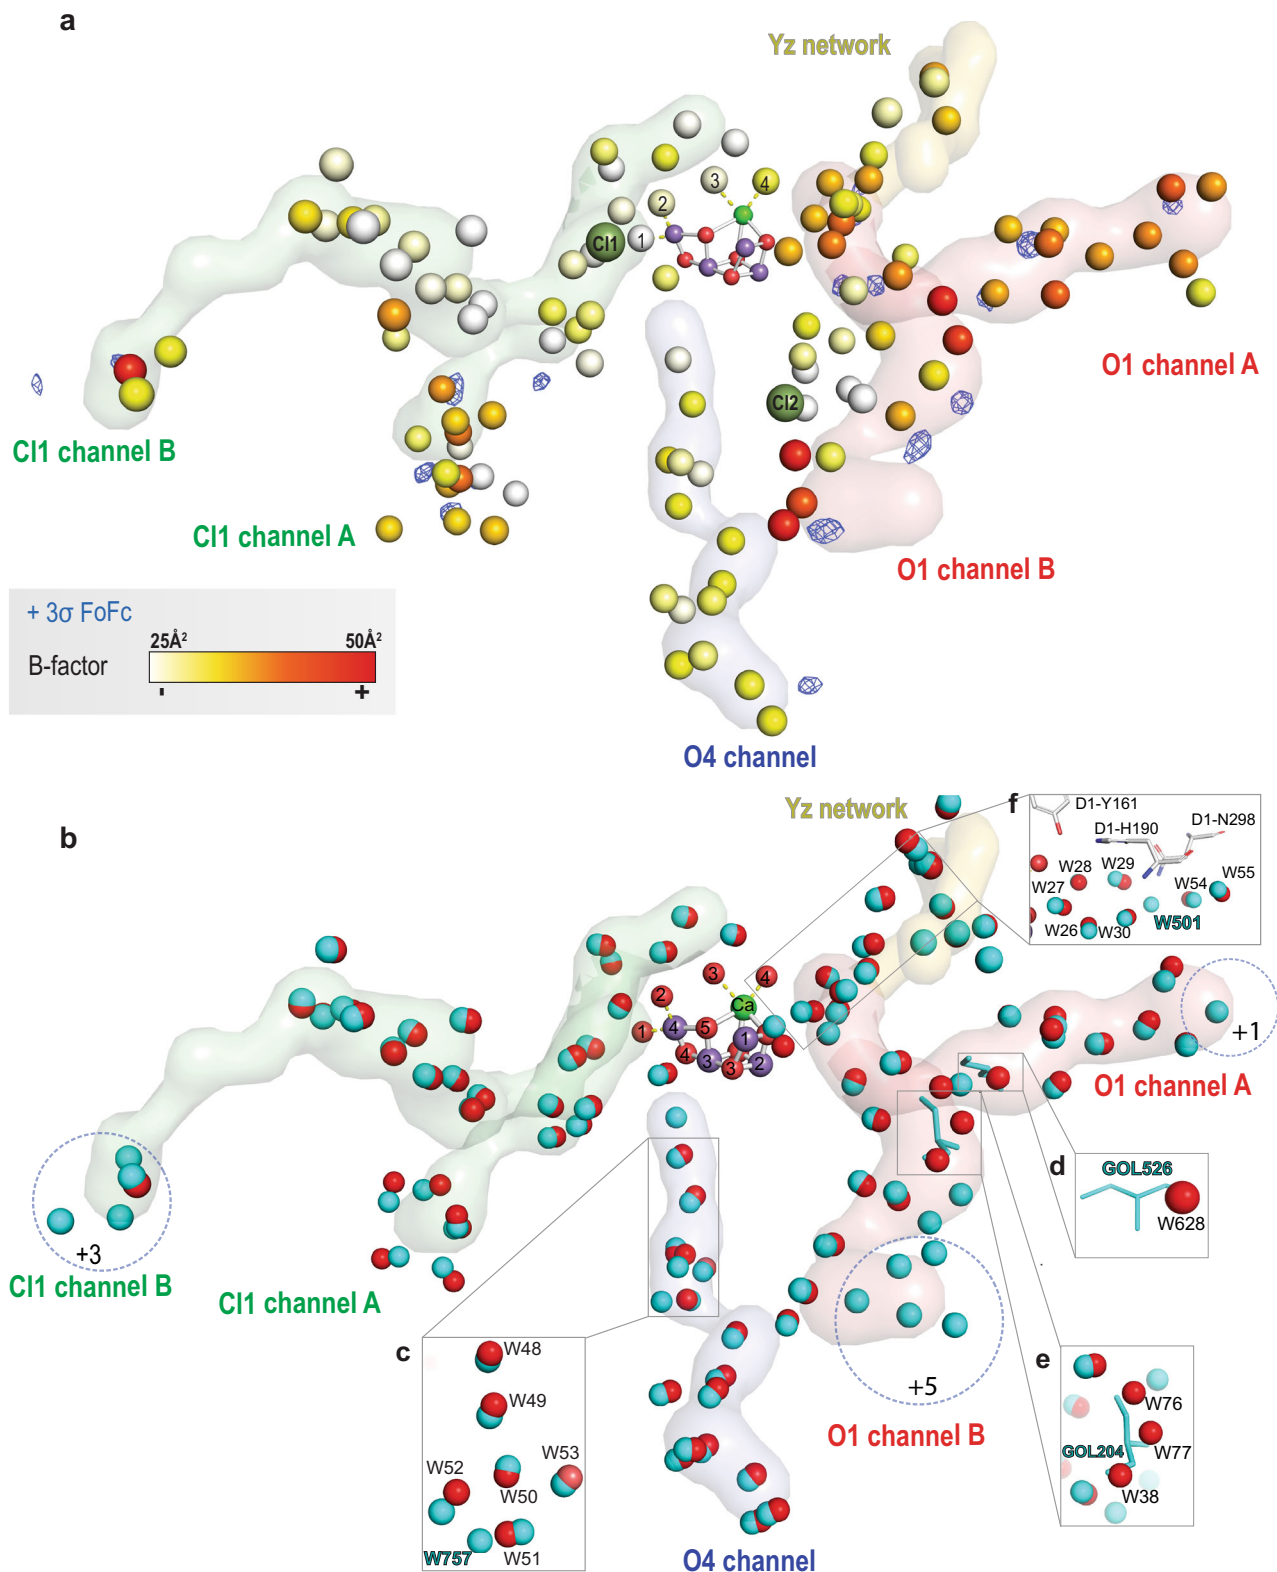 a
Yz network
3
4
2
1
Cl1
Cl2
O1 channel A
Cl1 channel B
Cl1 channel A
O1 channel B
O4 channel
+ 3σ FoFc
25Å²
50Å²
B-factor
-
+
b
Yz network
f
D1-Y161
D1-H190
D1-N298
W28
W29
W27
W54
W55
W26
W30
W501
3
4
2
Ca
1
4
5
1
4
3
3
2
+1
O1 channel A
d
GOL526
W628
+3
Cl1 channel B
Cl1 channel A
c
W48
W49
W53
W52
W50
W757
W51
+5
O1 channel B
e
W76
W77
GOL204
W38
O4 channel